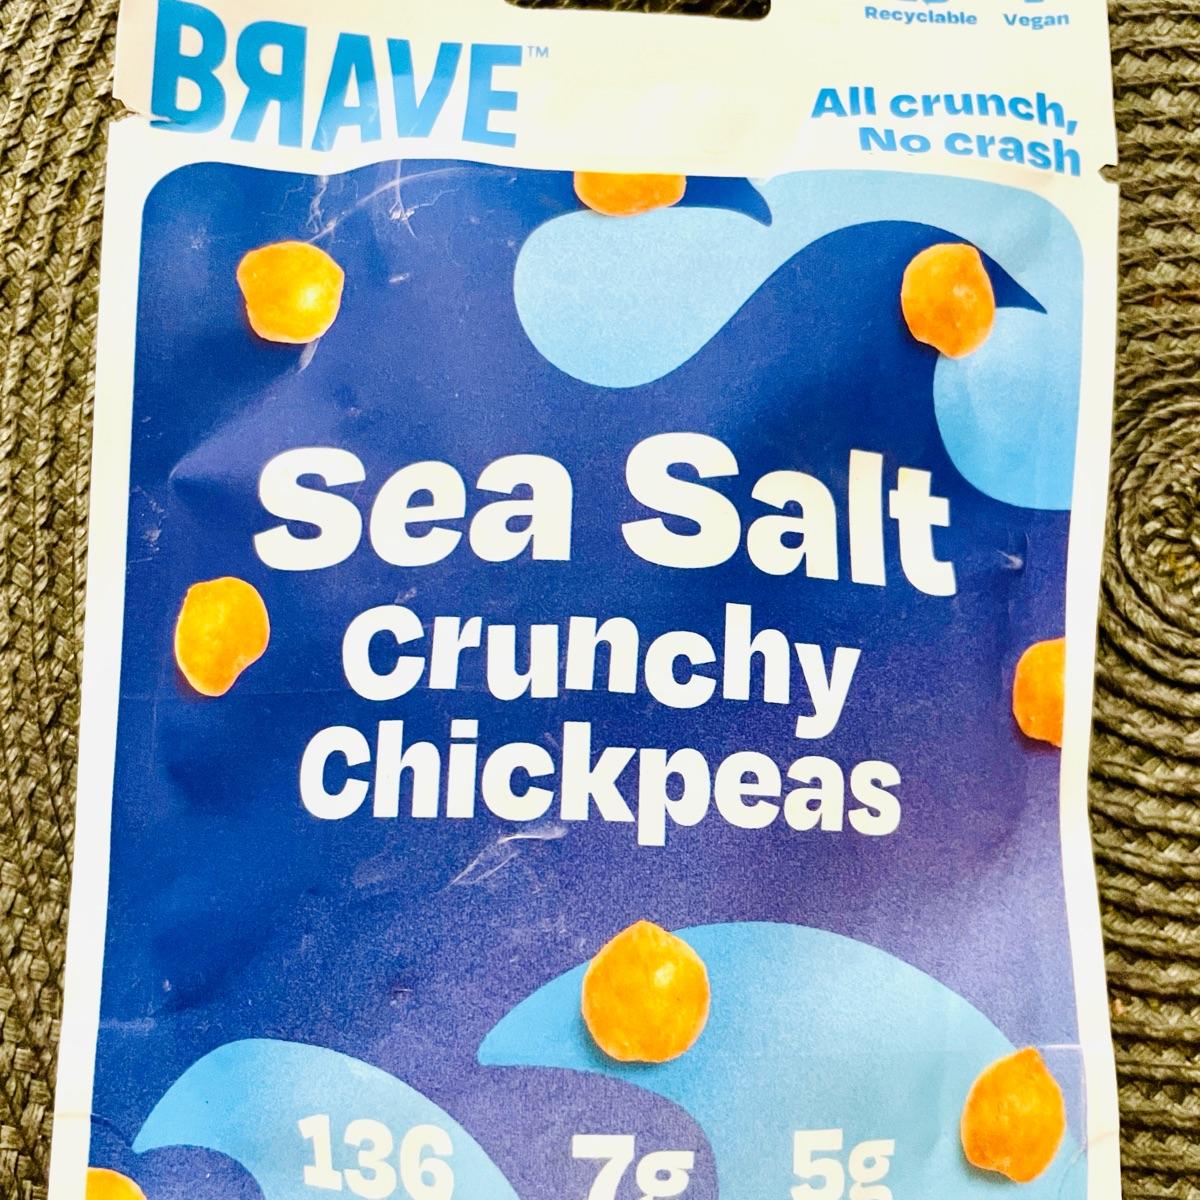 Recyclable Vegan
BRAVE™
All crunch,
No crash
Sea Salt
Crunchy
Chickpeas
136 7g 5g